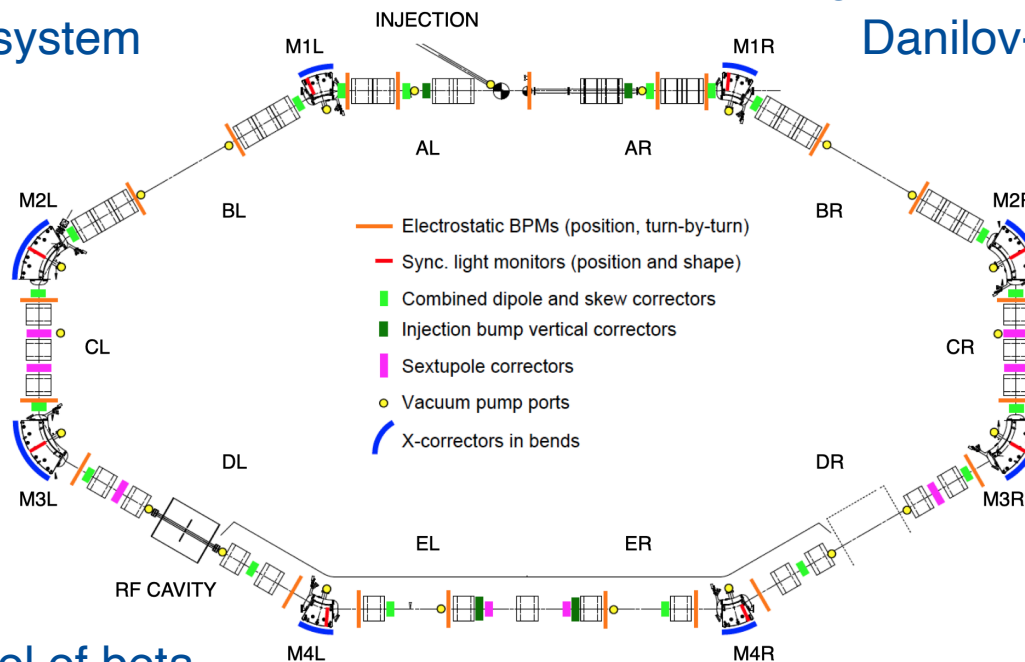 INJECTION
system
Danilov-
M1L
M1R
AL
AR
M2L
M2R
BL
BR
Electrostatic BPMs (position, turn-by-turn)
Sync. light monitors (position and shape)
Combined dipole and skew correctors
Injection bump vertical correctors
Sextupole correctors
Vacuum pump ports
X-correctors in bends
CL
CR
DL
DR
M3L
M3R
EL
ER
RF CAVITY
M4L
M4R